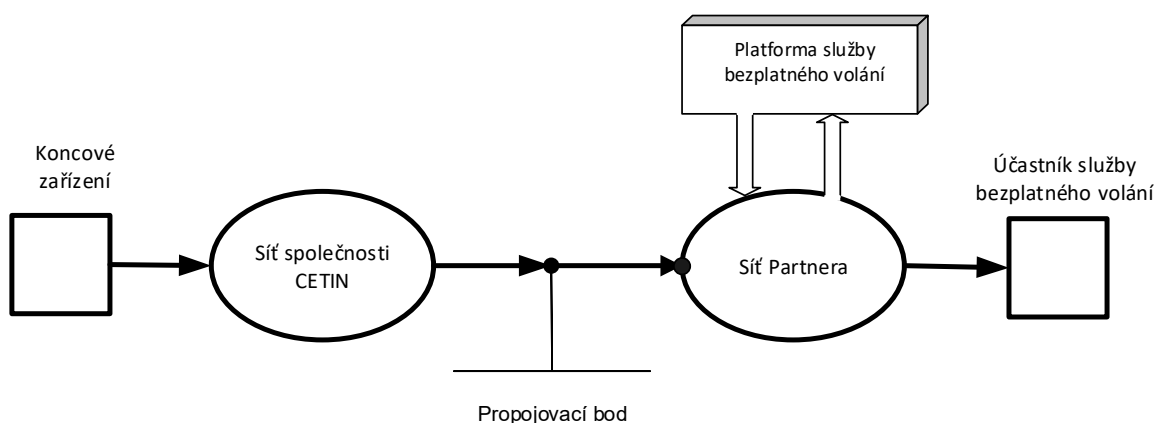 Platforma služby
bezplatného volání
Koncové
zařízení
Účastník služby
bezplatného volání
Síť společnosti
CETIN
Síť Partnera
Propojovací bod